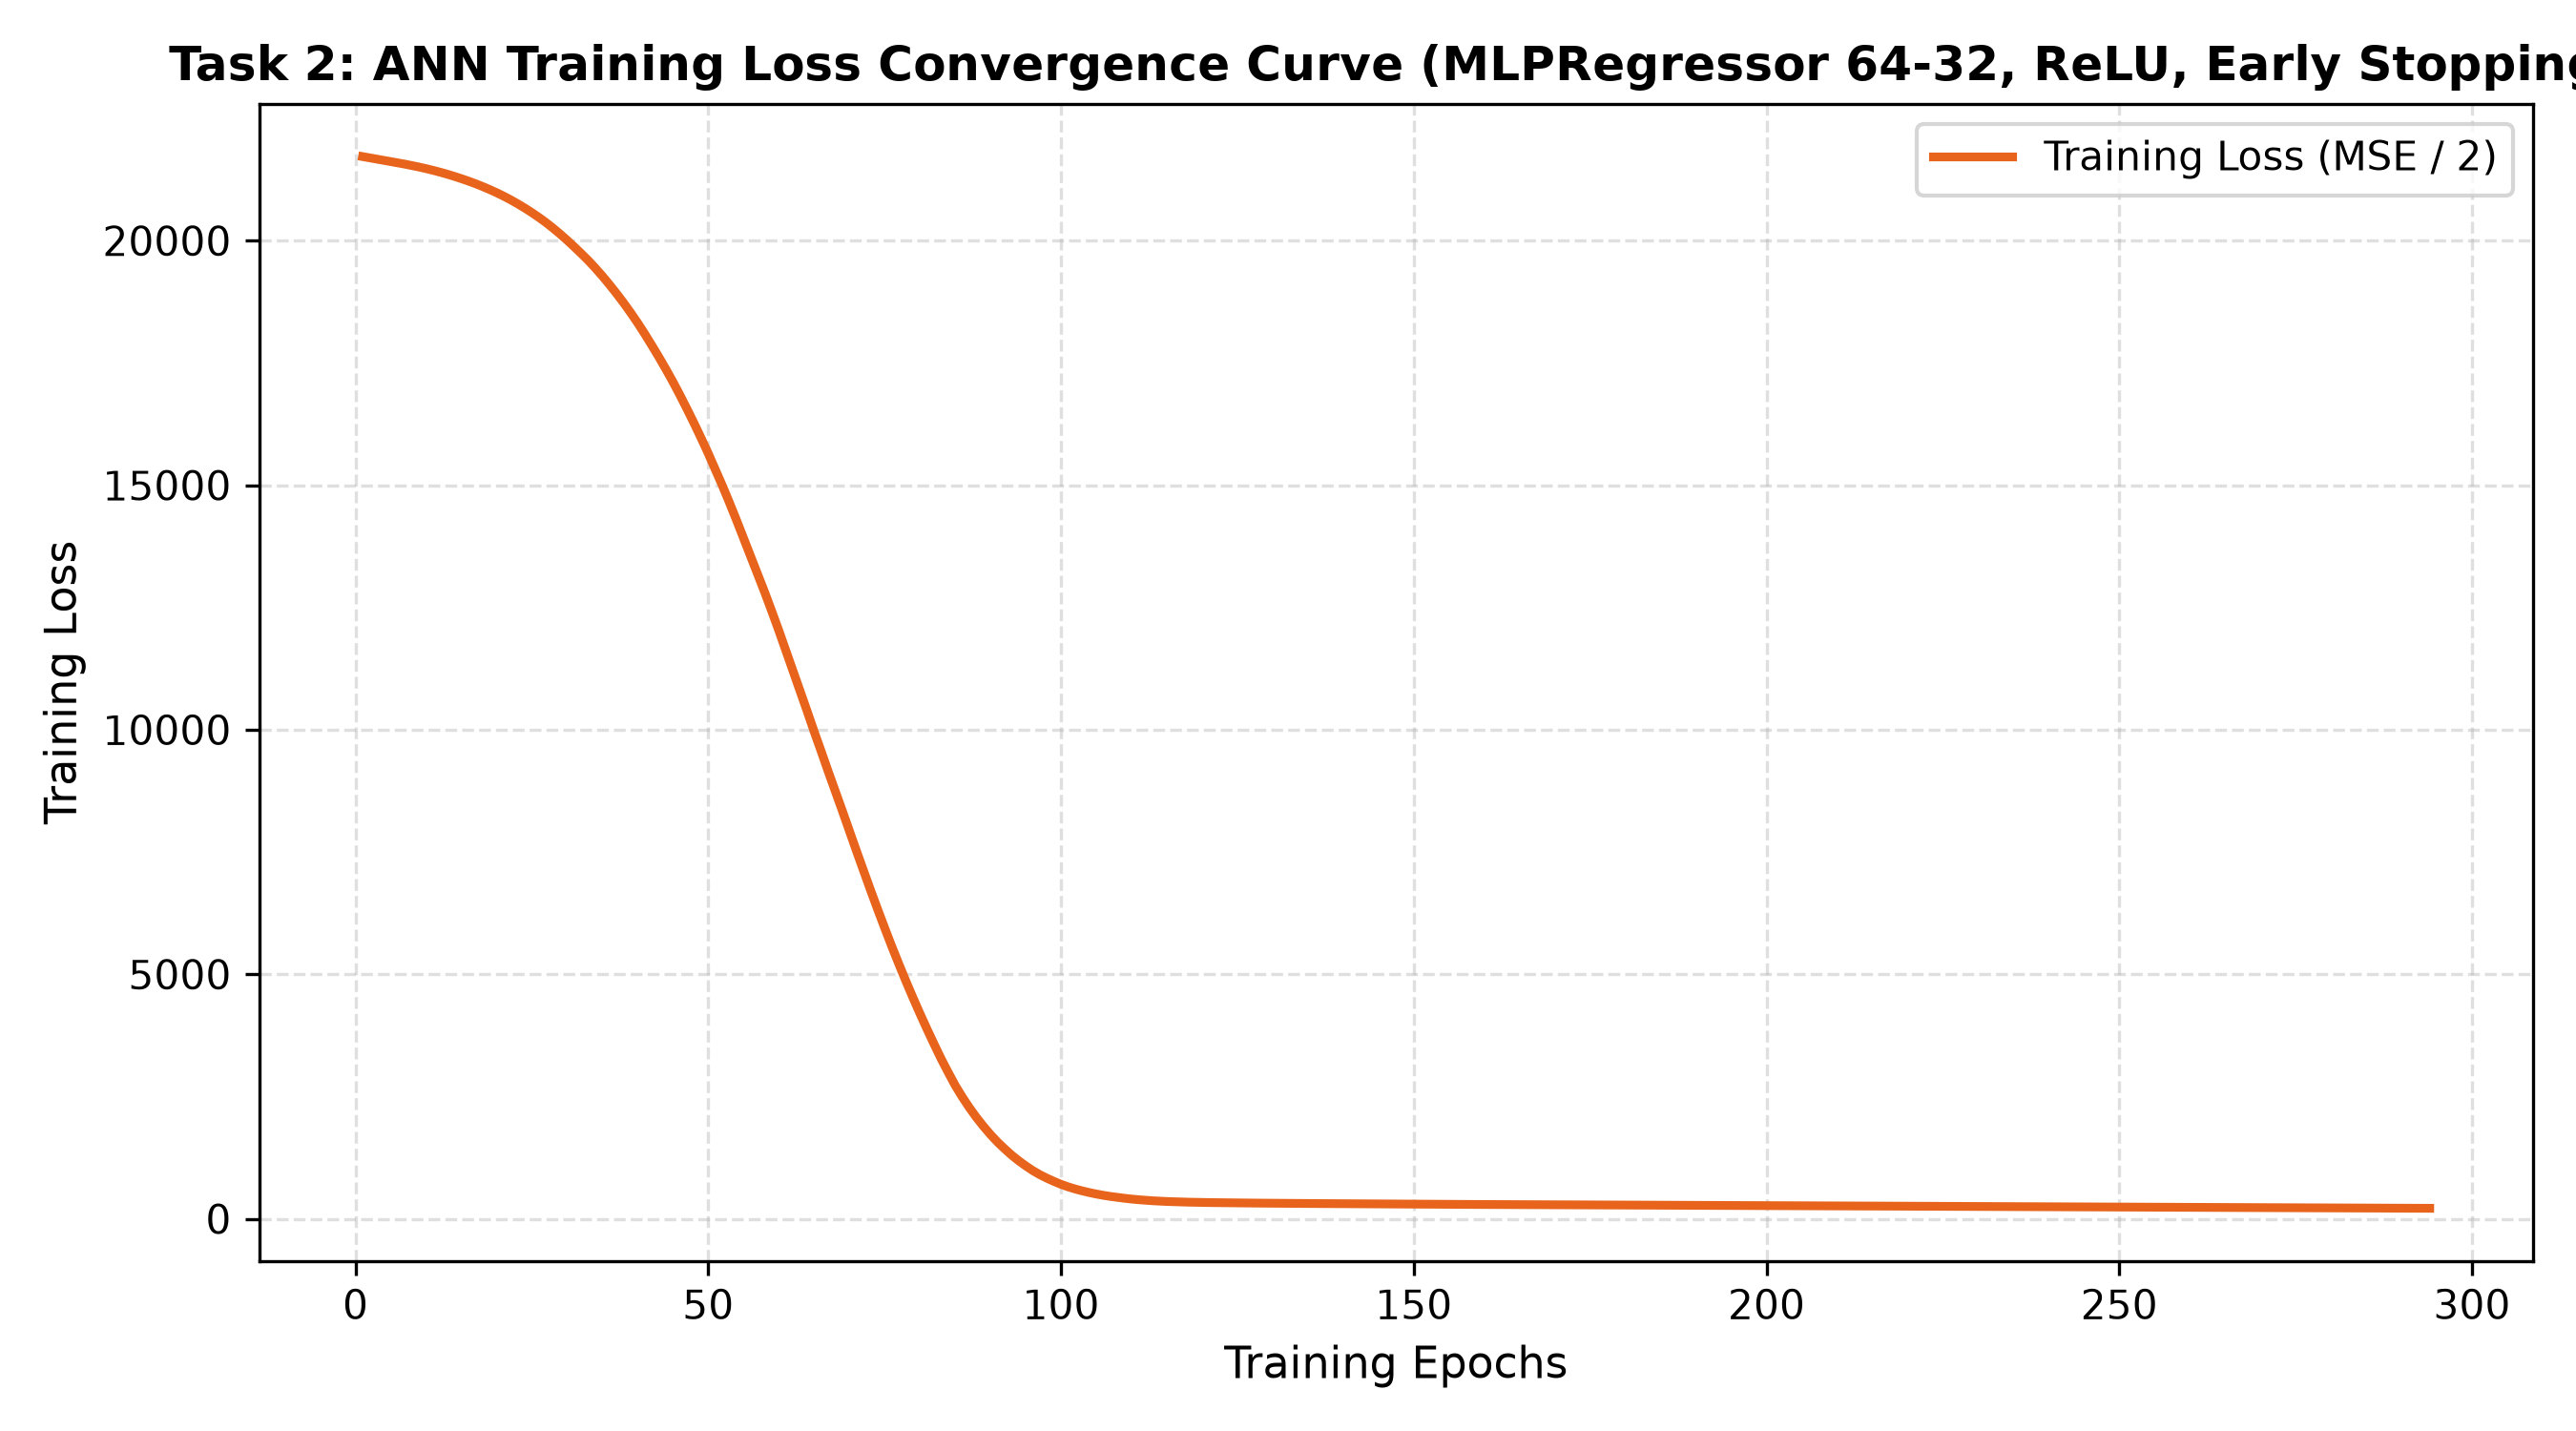 Task 2: ANN Training Loss Convergence Curve (MLPRegressor 64-32, ReLU, Early Stopping
Training Loss (MSE / 2)
Training Loss
20000
15000
10000
5000
0
0 50 100 150 200 250 300
Training Epochs